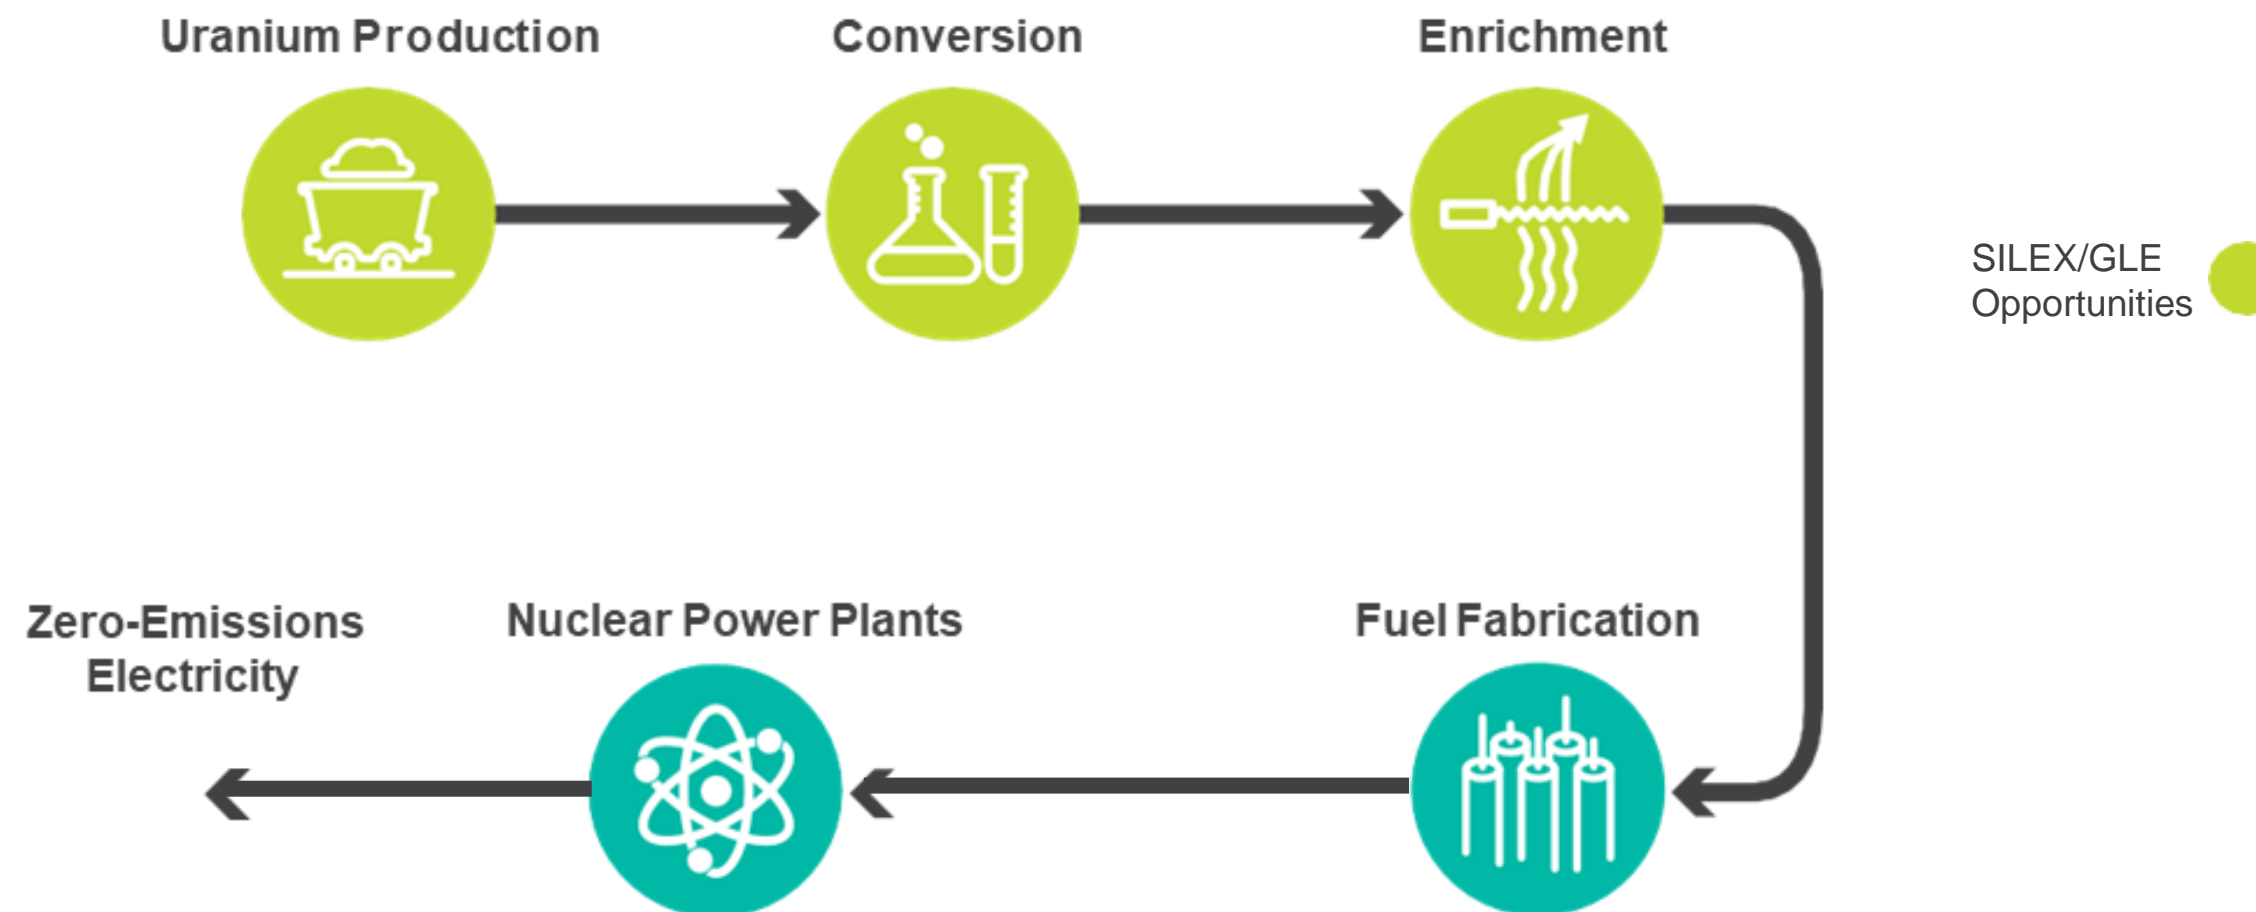 Uranium Production
Conversion
Enrichment
SILEX/GLE
Opportunities
Zero-Emissions
Electricity
Nuclear Power Plants
Fuel Fabrication